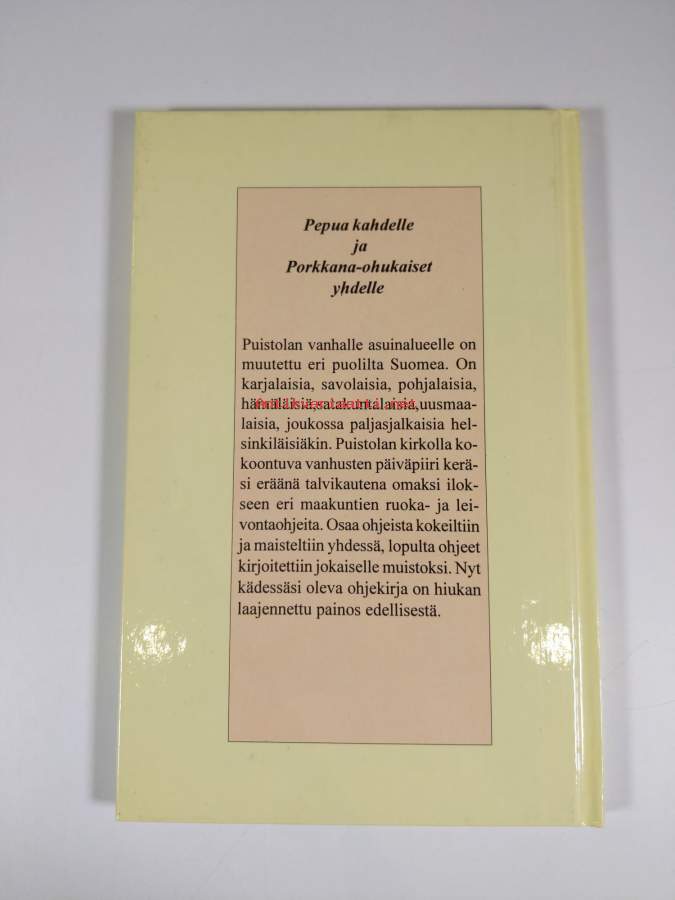 Pepua kahdelle
ja
Porkkana-ohukaiset
yhdelle
Puistolan vanhalle asuinalueelle on
muutettu eri puolilta Suomea. On
karjalaisia, savolaisia, pohjalaisia,
hämäläisiä,satakuntalaisia,uusmaa-
laisia, joukossa paljasjalkaisia hel-
sinkiläisiäkin. Puistolan kirkolla ko-
koontuva vanhusten päiväpiiri kerä-
si eräänä talvikautena omaksi ilok-
seen eri maakuntien ruoka- ja lei-
vontaohjeita. Osaa ohjeista kokeiltiin
ja maisteltiin yhdessä, lopulta ohjeet
kirjoitettiin jokaiselle muistoksi. Nyt
kädessäsi oleva ohjekirja on hiukan
laajennettu painos edellisestä.